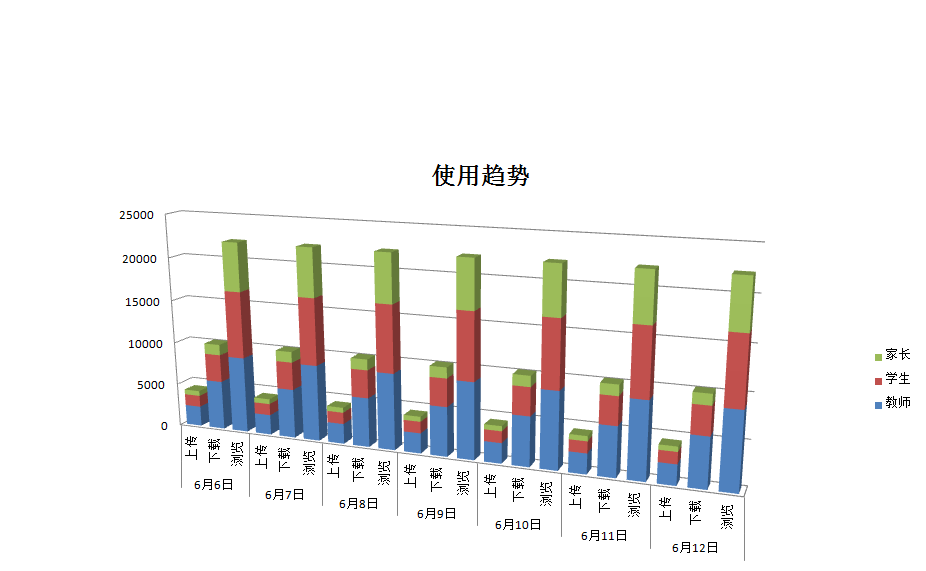 使用趋势
25000
20000
15000
10000
5000
0
上传 下载 浏览 上传 下载 浏览 上传 下载 浏览 上传 下载 浏览 上传 下载 浏览 上传 下载 浏览 上传 下载 浏览
6月6日 6月7日 6月8日 6月9日 6月10日 6月11日 6月12日
家长
学生
教师